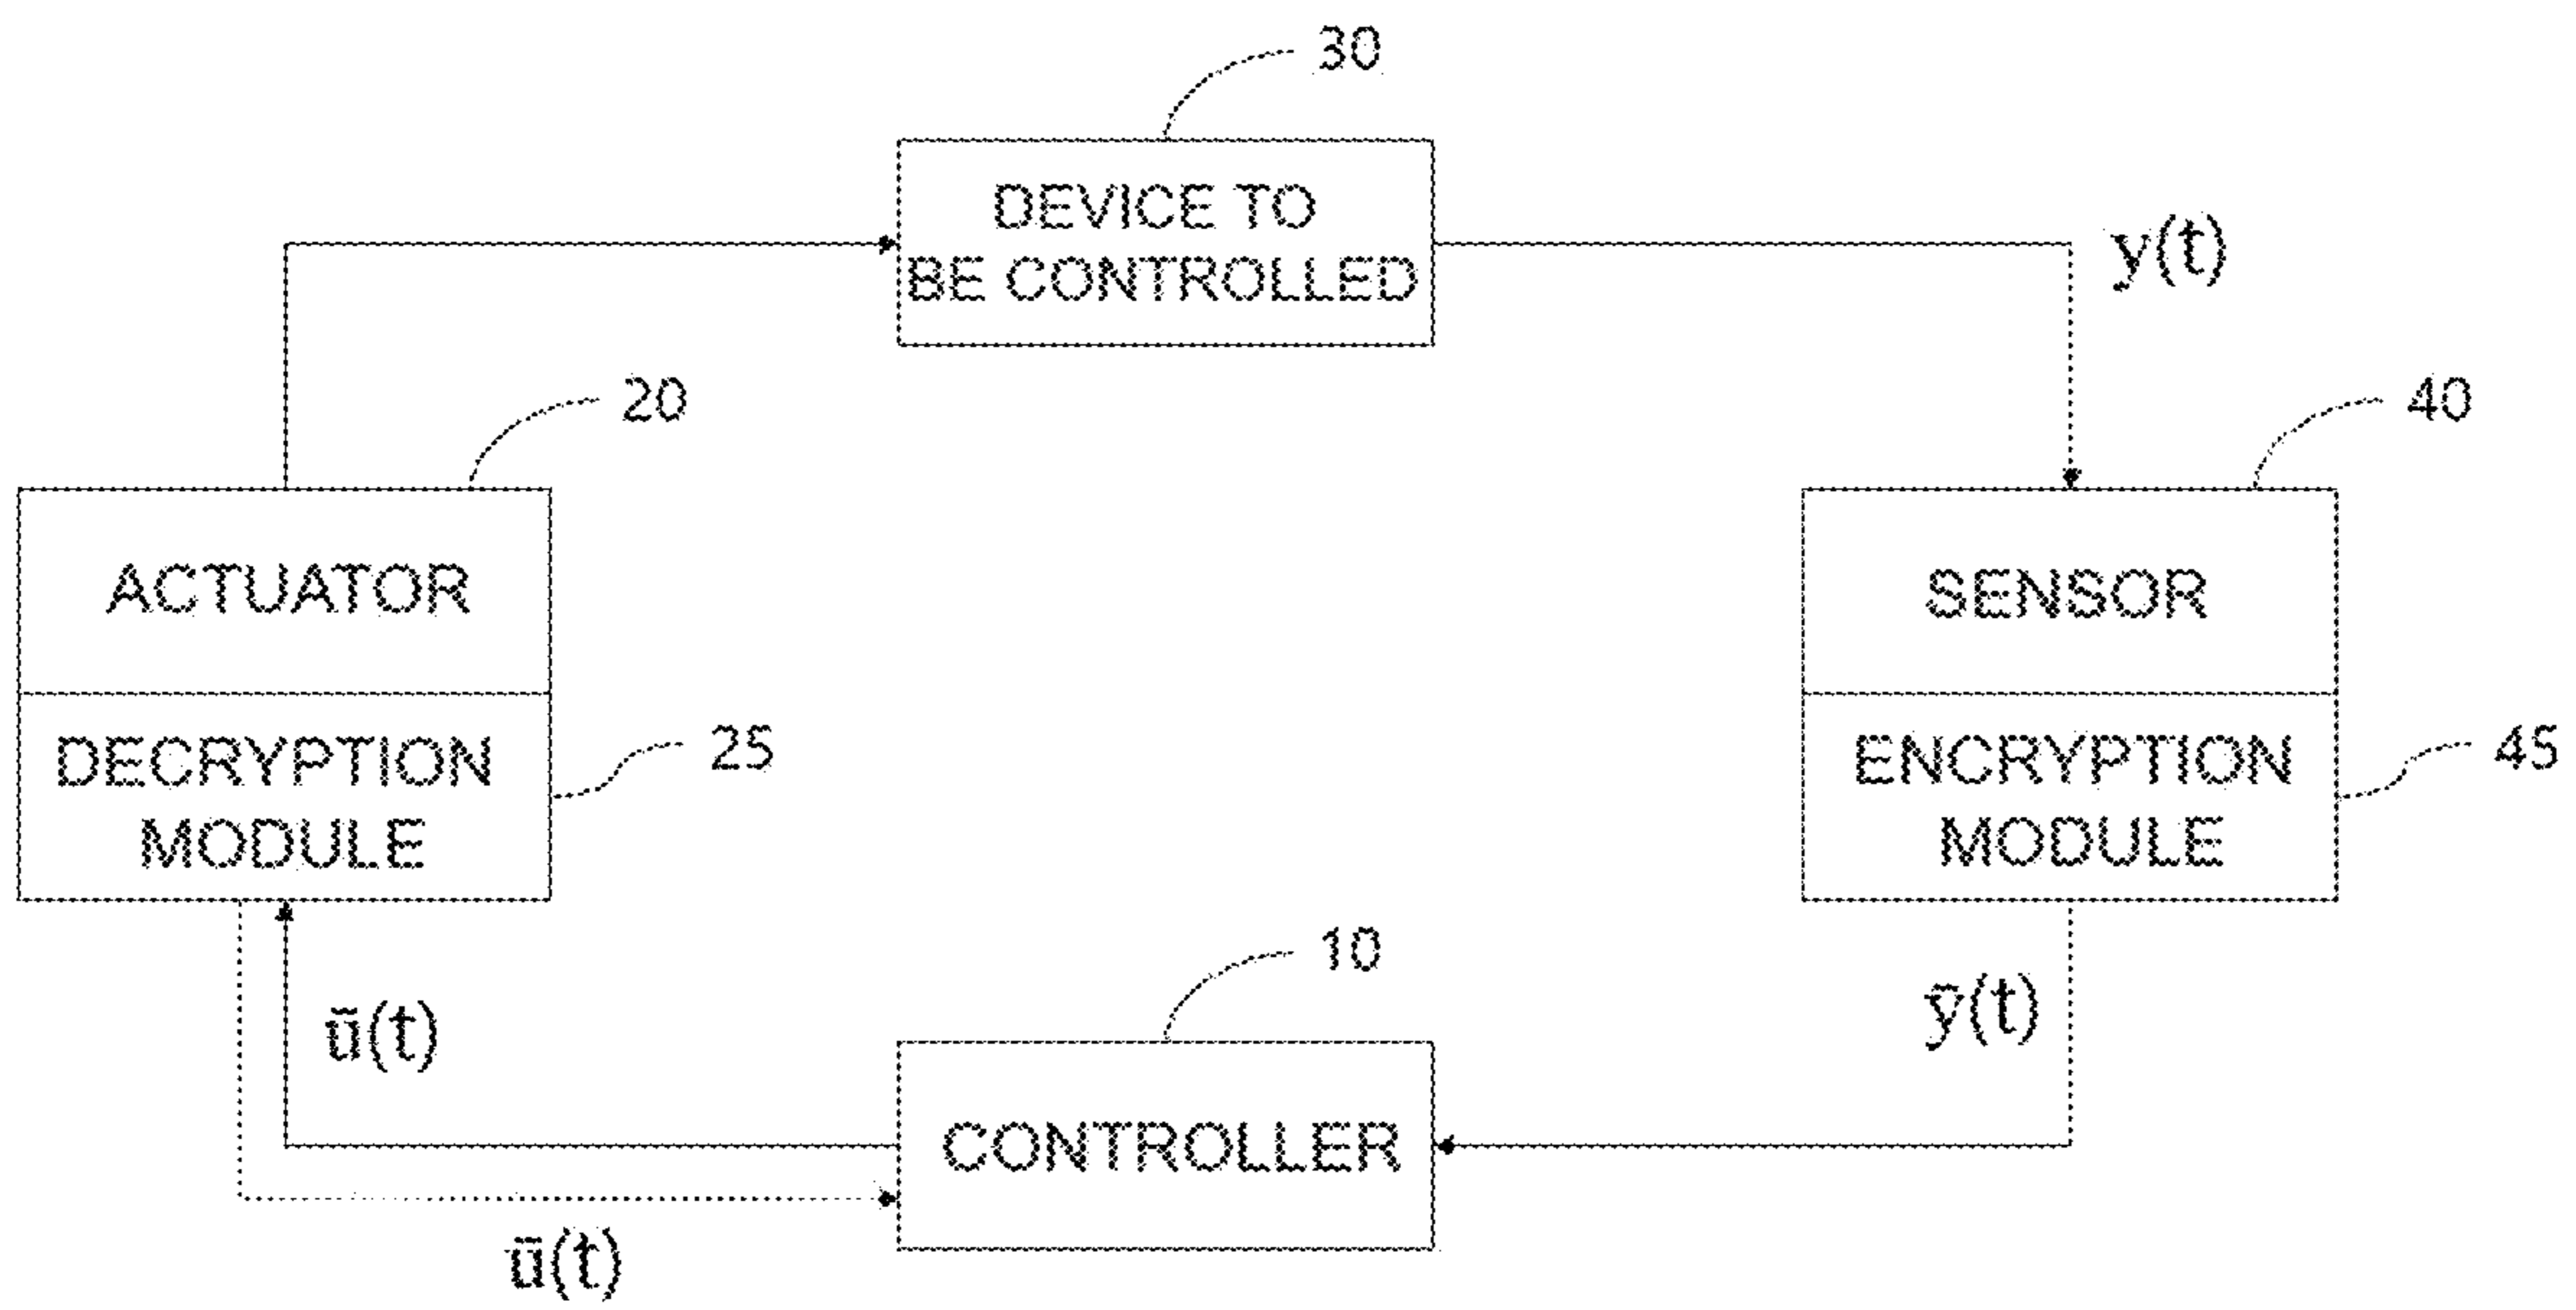 30
DEVICE TO
BE CONTROLLED
y(t)
20
40
ACTUATOR
SENSOR
DECRYPTION
MODULE
25
ENCRYPTION
MODULE
45
10
ū(t)
ȳ(t)
CONTROLLER
ū(t)